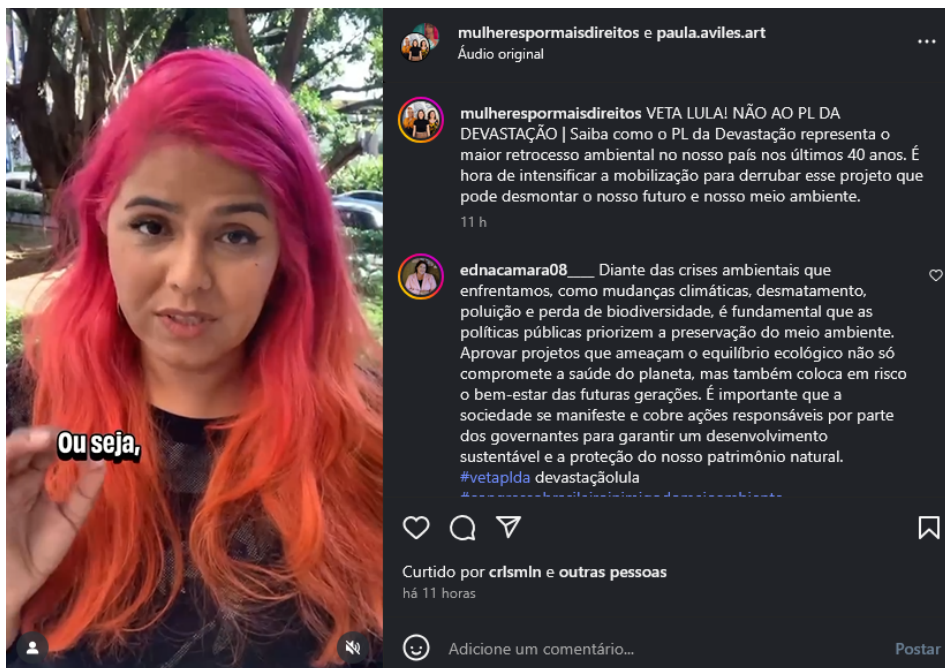 Ou seja,
mulherespormaisdireitos e paula.aviles.art
Áudio original
mulherespormaisdireitos VETA LULA! NÃO AO PL DA
DEVASTAÇÃO | Saiba como o PL da Devastação representa o
maior retrocesso ambiental no nosso país nos últimos 40 anos. É
hora de intensificar a mobilização para derrubar esse projeto que
pode desmontar o nosso futuro e nosso meio ambiente.
11 h
ednacamara08___ Diante das crises ambientais que
enfrentamos, como mudanças climáticas, desmatamento,
poluição e perda de biodiversidade, é fundamental que as
políticas públicas priorizem a preservação do meio ambiente.
Aprovar projetos que ameaçam o equilíbrio ecológico não só
compromete a saúde do planeta, mas também coloca em risco
o bem-estar das futuras gerações. É importante que a
sociedade se manifeste e cobre ações responsáveis por parte
dos governantes para garantir um desenvolvimento
sustentável e a proteção do nosso patrimônio natural.
#vetaplda devastaçãolula
Curtido por crlsmln e outras pessoas
há 11 horas
Adicione um comentário...
Postar